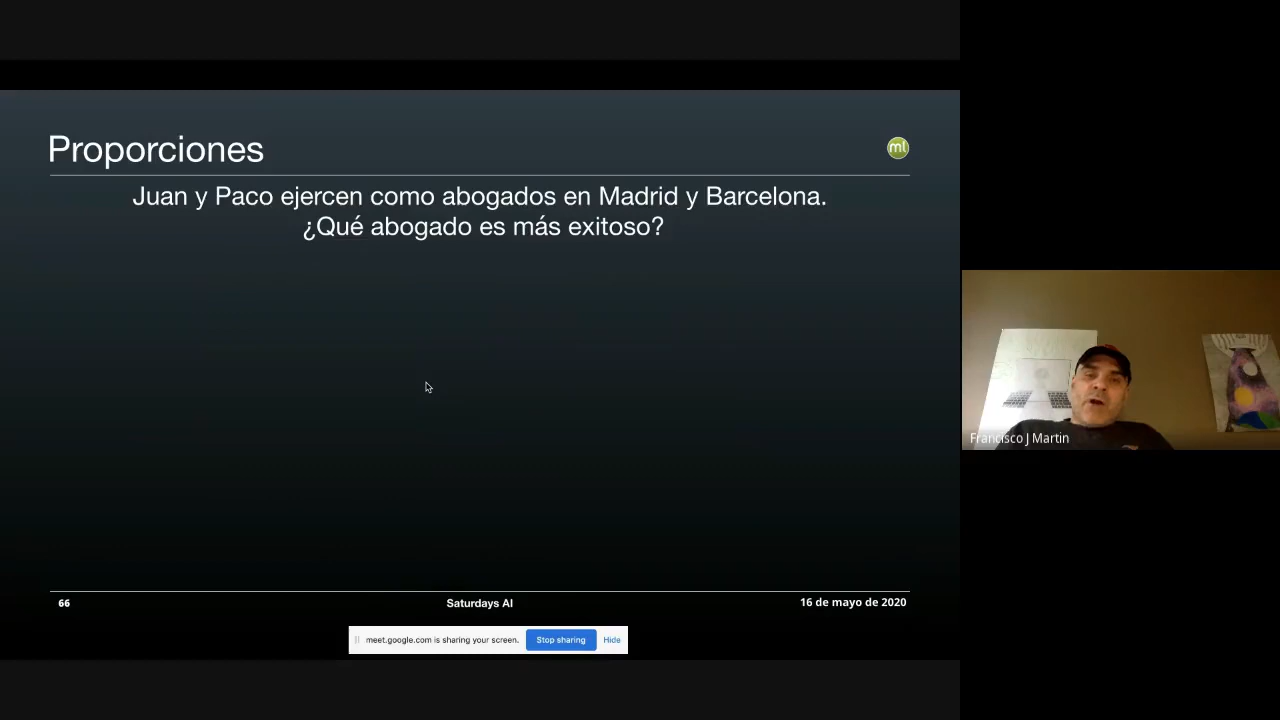 Proporciones
ml
Juan y Paco ejercen como abogados en Madrid y Barcelona.
¿Qué abogado es más exitoso?
66
Saturdays AI
16 de mayo de 2020
meet.google.com is sharing your screen.
Stop sharing
Hide
Francisco J Martin